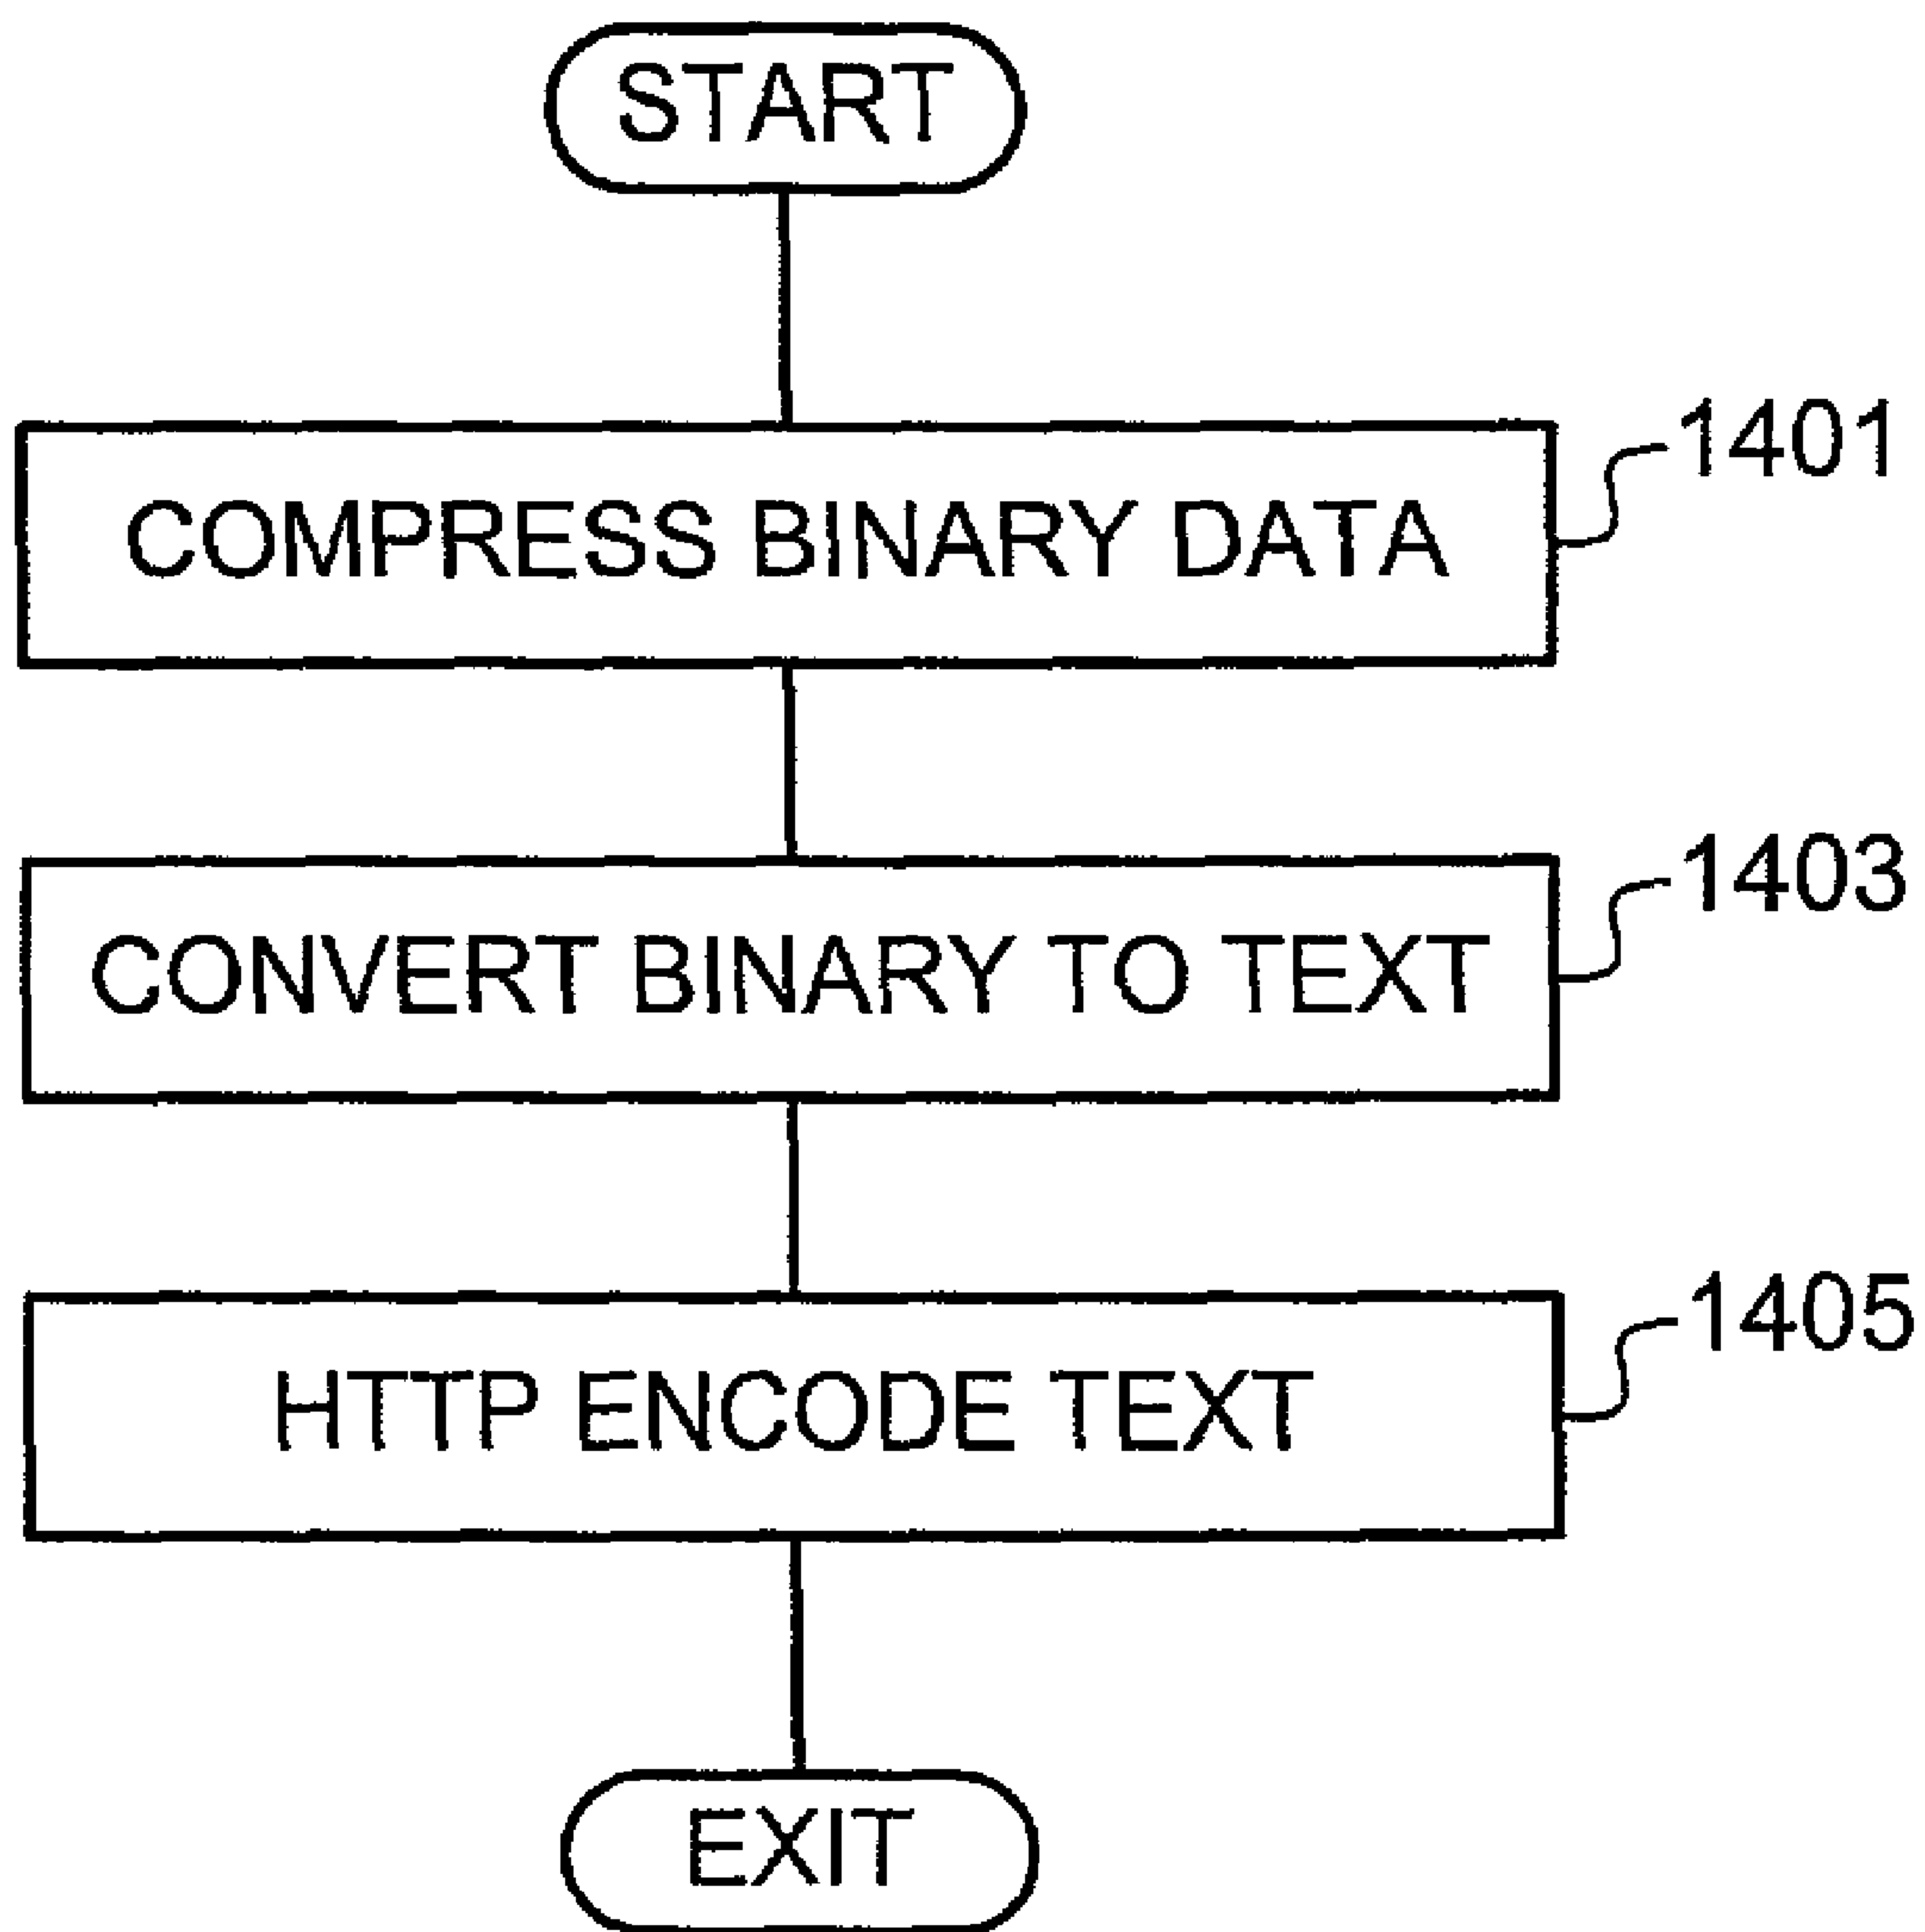 START
1401
COMPRESS BINARY DATA
1403
CONVERT BINARY TO TEXT
1405
HTTP ENCODE TEXT
EXIT